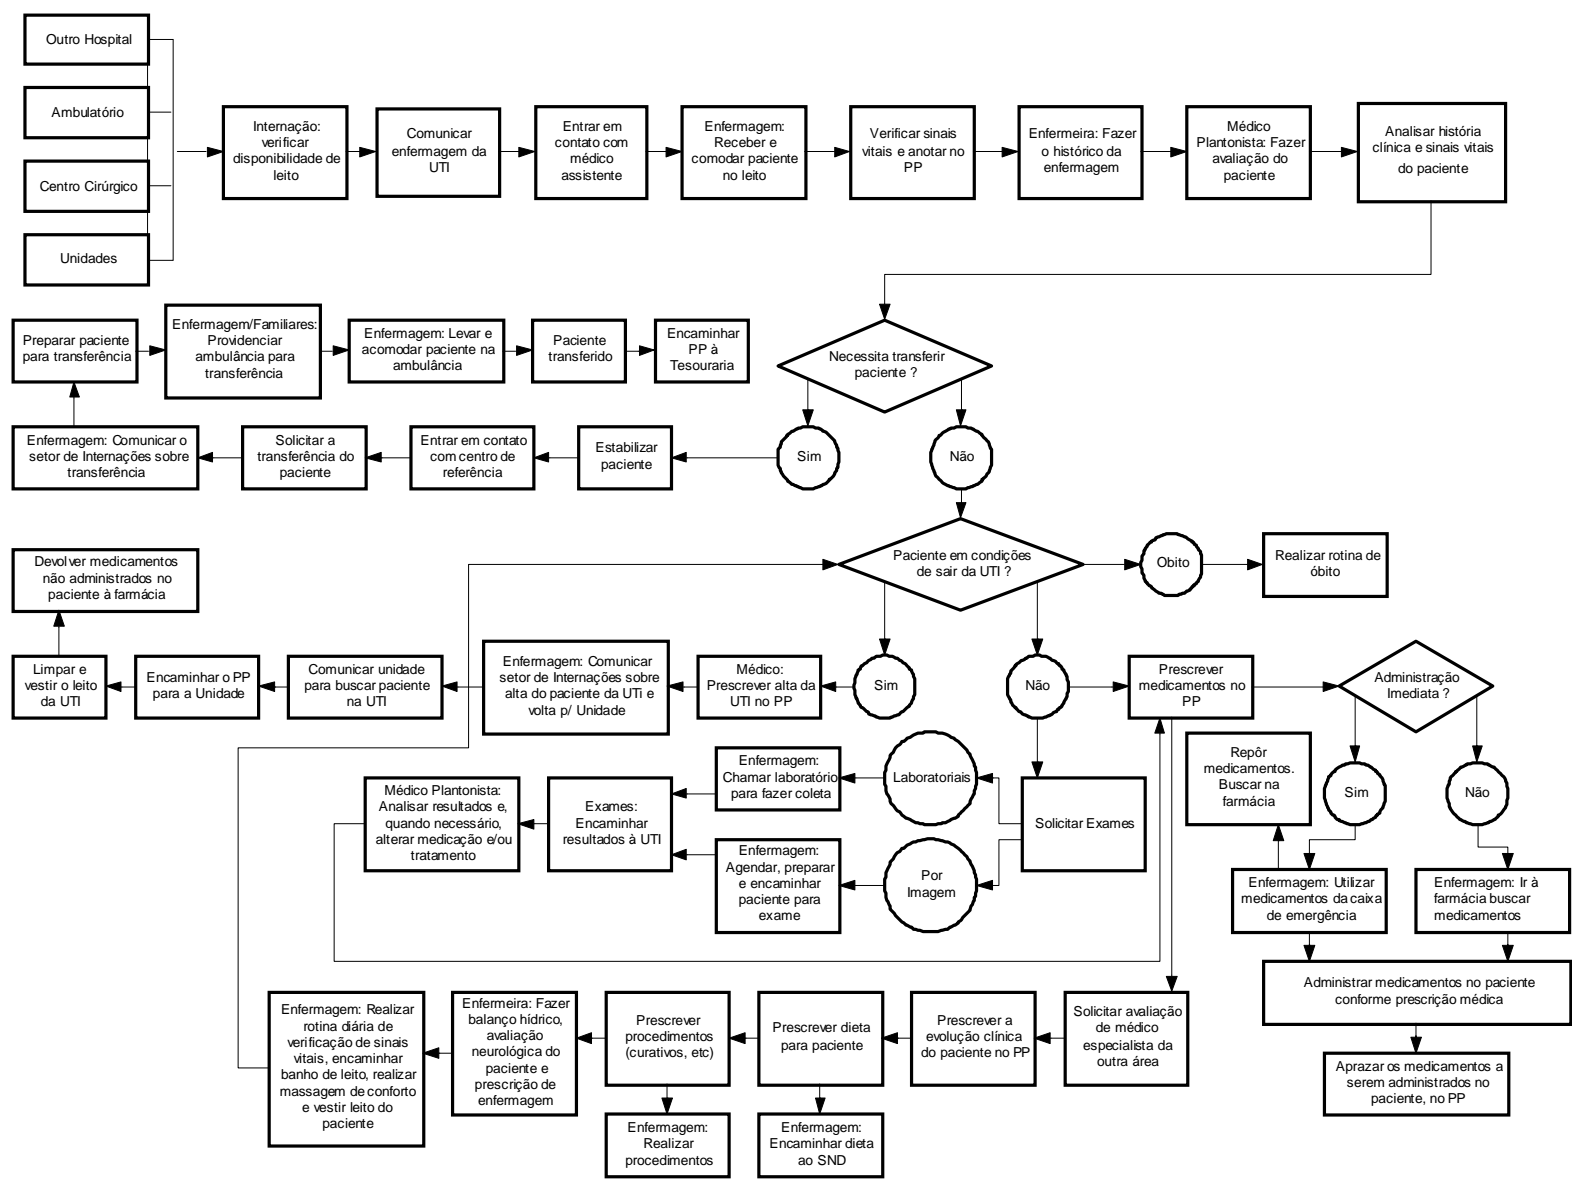 Outro Hospital
Ambulatório
Centro Cirúrgico
Unidades
Internação:
verificar
disponibilidade de
leito
Comunicar
enfermagem da
UTI
Entrar em
contato com
médico
assistente
Enfermagem:
Receber e
comodar paciente
no leito
Verificar sinais
vitais e anotar no
PP
Enfermeira: Fazer
o histórico da
enfermagem
Médico
Plantonista: Fazer
avaliação do
paciente
Analisar história
clínica e sinais vitais
do paciente
Preparar paciente
para transferência
Enfermagem/Familiares:
Providenciar
ambulância para
transferência
Enfermagem: Levar e
acomodar paciente na
ambulância
Paciente
transferido
Encaminhar
PP à
Tesouraria
Necessita transferir
paciente ?
Enfermagem: Comunicar o
setor de Internações sobre
transferência
Solicitar a
transferência do
paciente
Entrar em contato
com centro de
referência
Estabilizar
paciente
Sim
Não
Devolver medicamentos
não administrados no
paciente à farmácia
Paciente em condições
de sair da UTI ?
Obito
Realizar rotina de
óbito
Limpar e
vestir o leito
da UTI
Encaminhar o PP
para a Unidade
Comunicar unidade
para buscar paciente
na UTI
Enfermagem: Comunicar
setor de Internações sobre
alta do paciente da UTi e
volta p/ Unidade
Médico:
Prescrever alta da
UTI no PP
Sim
Não
Prescrever
medicamentos no
PP
Administração
Imediata ?
Médico Plantonista:
Analisar resultados e,
quando necessário,
alterar medicação e/ou
tratamento
Exames:
Encaminhar
resultados à UTI
Enfermagem:
Chamar laboratório
para fazer coleta
Laboratoriais
Solicitar Exames
Repôr
medicamentos.
Buscar na
farmácia
Sim
Não
Enfermagem:
Agendar, preparar
e encaminhar
paciente para
exame
Por
Imagem
Enfermagem: Utilizar
medicamentos da caixa
de emergência
Enfermagem: Ir à
farmácia buscar
medicamentos
Administrar medicamentos no paciente
conforme prescrição médica
Enfermagem: Realizar
rotina diária de
verificação de sinais
vitais, encaminhar
banho de leito, realizar
massagem de conforto
e vestir leito do
paciente
Enfermeira: Fazer
balanço hídrico,
avaliação
neurológica do
paciente e
prescrição de
enfermagem
Prescrever
procedimentos
(curativos, etc)
Prescrever dieta
para paciente
Prescrever a
evolução clínica
do paciente no PP
Solicitar avaliação
de médico
especialista da
outra área
Aprazar os medicamentos a
serem administrados no
paciente, no PP
Enfermagem:
Realizar
procedimentos
Enfermagem:
Encaminhar dieta
ao SND